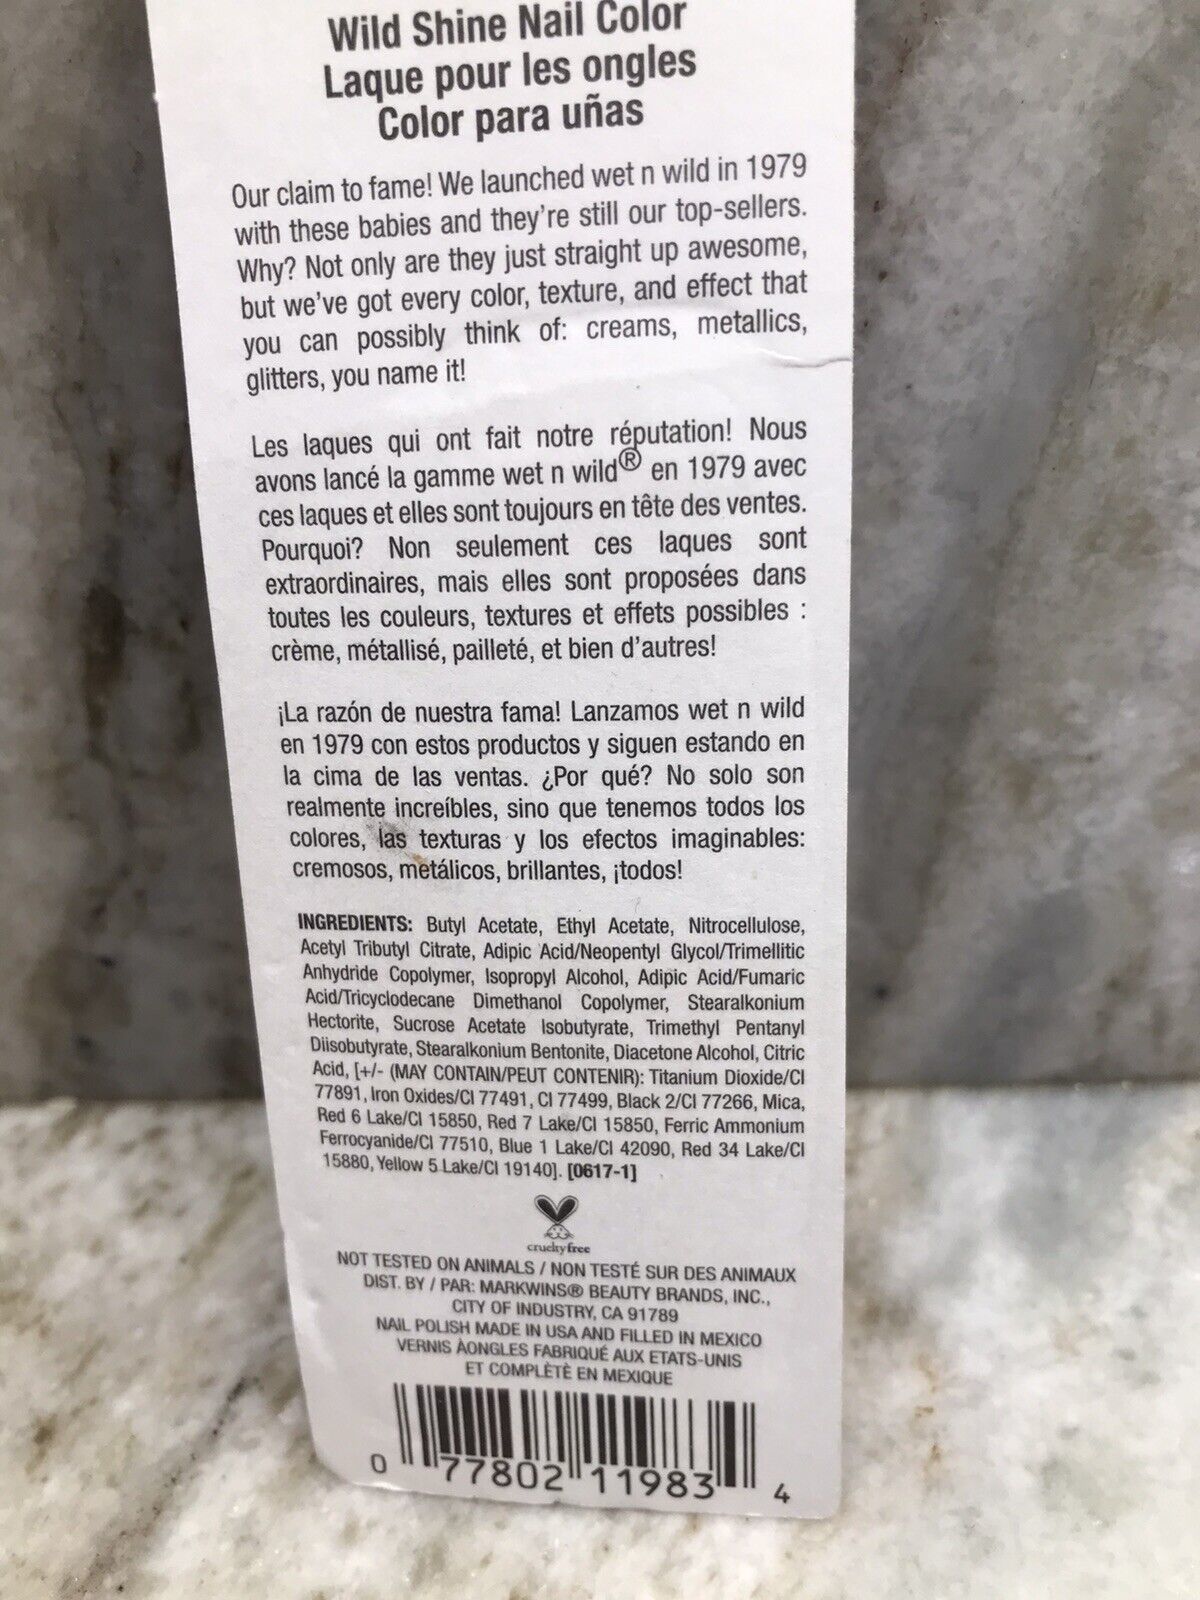 Wild Shine Nail Color
Laque pour les ongles
Color para uñas
Our claim to fame! We launched wet n wild in 1979
with these babies and they're still our top-sellers.
Why? Not only are they just straight up awesome,
but we've got every color, texture, and effect that
you can possibly think of: creams, metallics,
glitters, you name it!
Les laques qui ont fait notre réputation! Nous
avons lancé la gamme wet n wild® en 1979 avec
ces laques et elles sont toujours en tête des ventes.
Pourquoi? Non seulement ces laques sont
extraordinaires, mais elles sont proposées dans
toutes les couleurs, textures et effets possibles :
crème, métallisé, pailleté, et bien d'autres!
¡La razón de nuestra fama! Lanzamos wet n wild
en 1979 con estos productos y siguen estando en
la cima de las ventas. ¿Por qué? No solo son
realmente increíbles, sino que tenemos todos los
colores, las texturas y los efectos imaginables:
cremosos, metálicos, brillantes, ¡todos!
INGREDIENTS: Butyl Acetate, Ethyl Acetate, Nitrocellulose,
Acetyl Tributyl Citrate, Adipic Acid/Neopentyl Glycol/Trimellitic
Anhydride Copolymer, Isopropyl Alcohol, Adipic Acid/Fumaric
Acid/Tricyclodecane Dimethanol Copolymer, Stearalkonium
Hectorite, Sucrose Acetate Isobutyrate, Trimethyl Pentanyl
Diisobutyrate, Stearalkonium Bentonite, Diacetone Alcohol, Citric
Acid, [+/- (MAY CONTAIN/PEUT CONTENIR): Titanium Dioxide/CI
77891, Iron Oxides/CI 77491, CI 77499, Black 2/CI 77266, Mica,
Red 6 Lake/CI 15850, Red 7 Lake/CI 15850, Ferric Ammonium
Ferrocyanide/CI 77510, Blue 1 Lake/CI 42090, Red 34 Lake/CI
15880, Yellow 5 Lake/CI 19140]. [0617-1]
crueltyfree
NOT TESTED ON ANIMALS / NON TESTÉ SUR DES ANIMAUX
DIST. BY / PAR: MARKWINS® BEAUTY BRANDS, INC.,
CITY OF INDUSTRY, CA 91789
NAIL POLISH MADE IN USA AND FILLED IN MEXICO
VERNIS ÀONGLES FABRIQUÉ AUX ETATS-UNIS
ET COMPLÈTÈ EN MEXIQUE
0 77802 11983 4